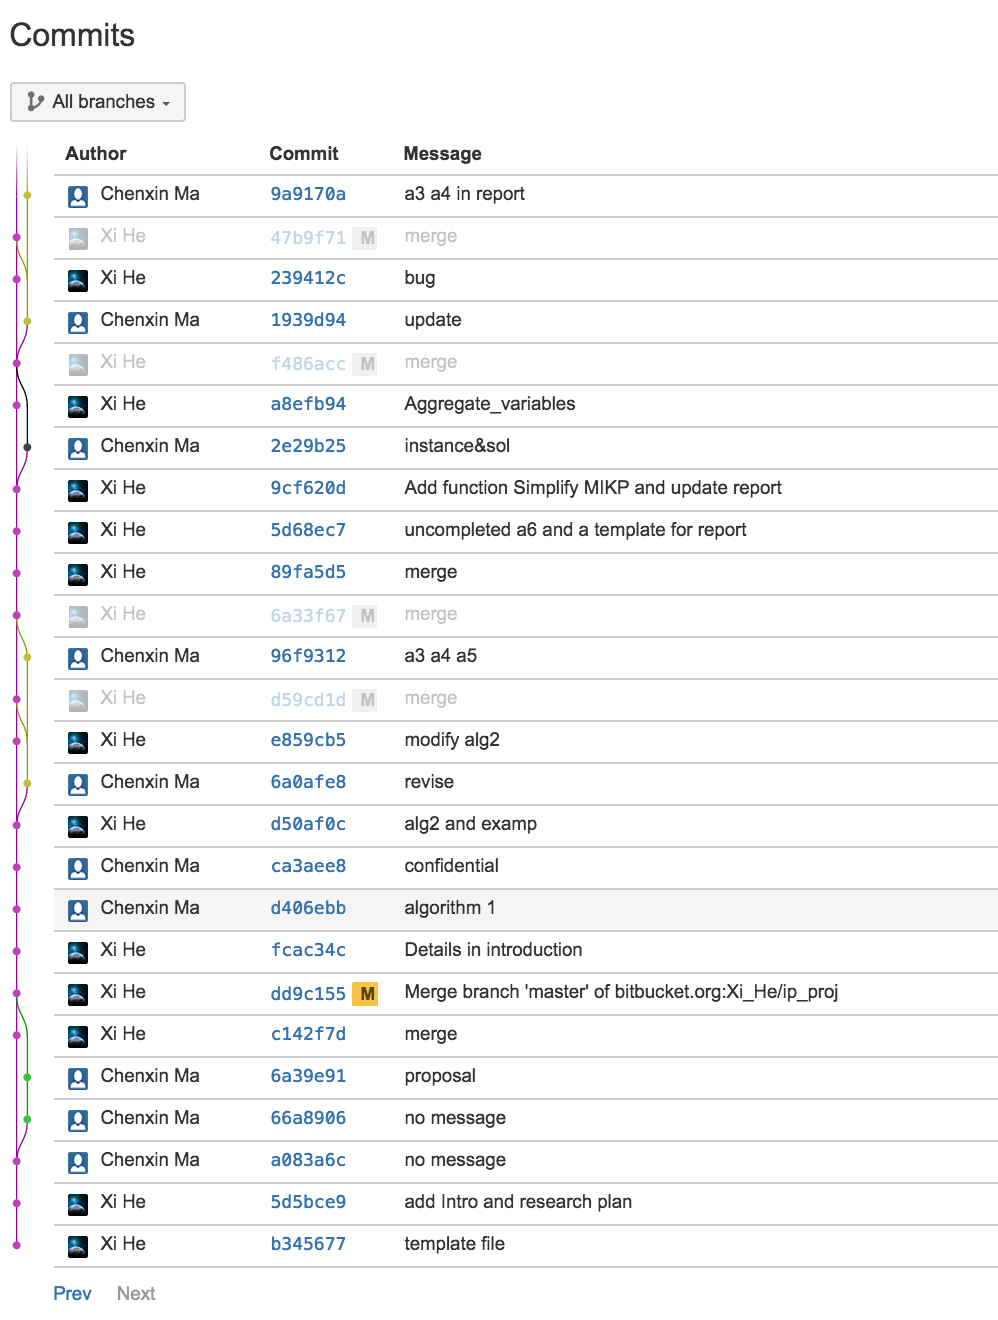 Commits
All branches
Author Commit Message
Chenxin Ma 9a9170a a3 a4 in report
Xi He 47b9f71 M merge
Xi He 239412c bug
Chenxin Ma 1939d94 update
Xi He f486acc M merge
Xi He a8efb94 Aggregate_variables
Chenxin Ma 2e29b25 instance&sol
Xi He 9cf620d Add function Simplify MIKP and update report
Xi He 5d68ec7 uncompleted a6 and a template for report
Xi He 89fa5d5 merge
Xi He 6a33f67 M merge
Chenxin Ma 96f9312 a3 a4 a5
Xi He d59cd1d M merge
Xi He e859cb5 modify alg2
Chenxin Ma 6a0afe8 revise
Xi He d50af0c alg2 and examp
Chenxin Ma ca3aee8 confidential
Chenxin Ma d406ebb algorithm 1
Xi He fcac34c Details in introduction
Xi He dd9c155 M Merge branch 'master' of bitbucket.org:Xi_He/ip_proj
Xi He c142f7d merge
Chenxin Ma 6a39e91 proposal
Chenxin Ma 66a8906 no message
Chenxin Ma a083a6c no message
Xi He 5d5bce9 add Intro and research plan
Xi He b345677 template file
Prev Next